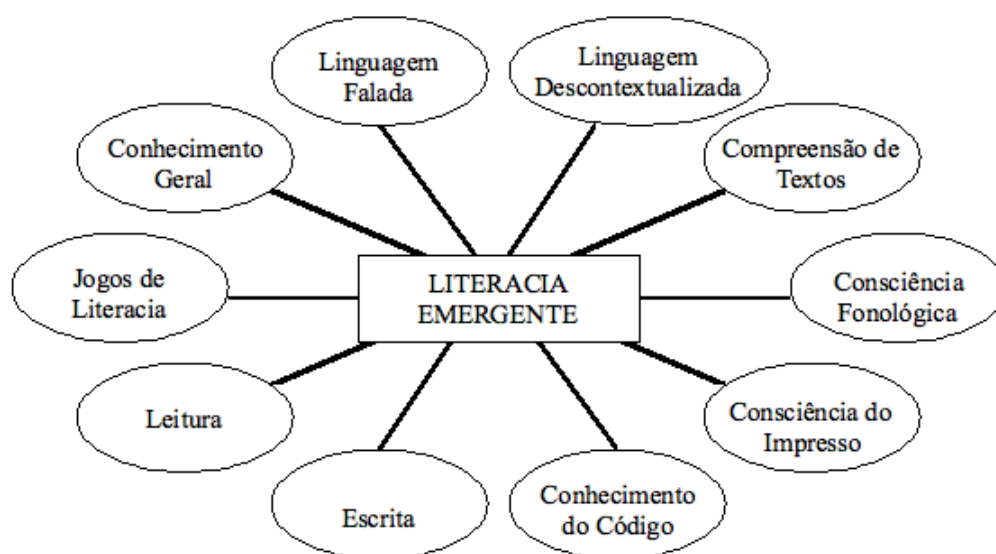 Linguagem
Falada
Linguagem
Descontextualizada
Conhecimento
Geral
Compreensão de
Textos
Jogos de
Literacia
LITERACIA
EMERGENTE
Consciência
Fonológica
Leitura
Consciência do
Impresso
Escrita
Conhecimento
do Código